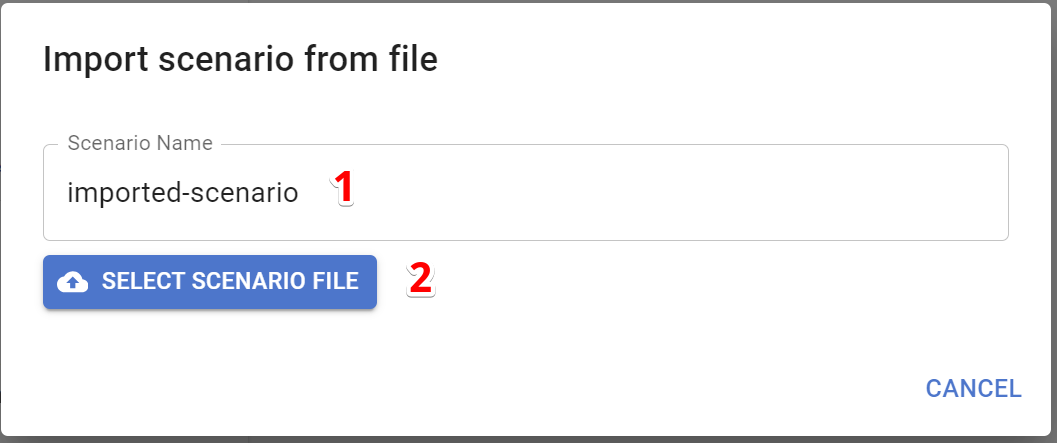 Import scenario from file
Scenario Name
imported-scenario 1
SELECT SCENARIO FILE 2
CANCEL